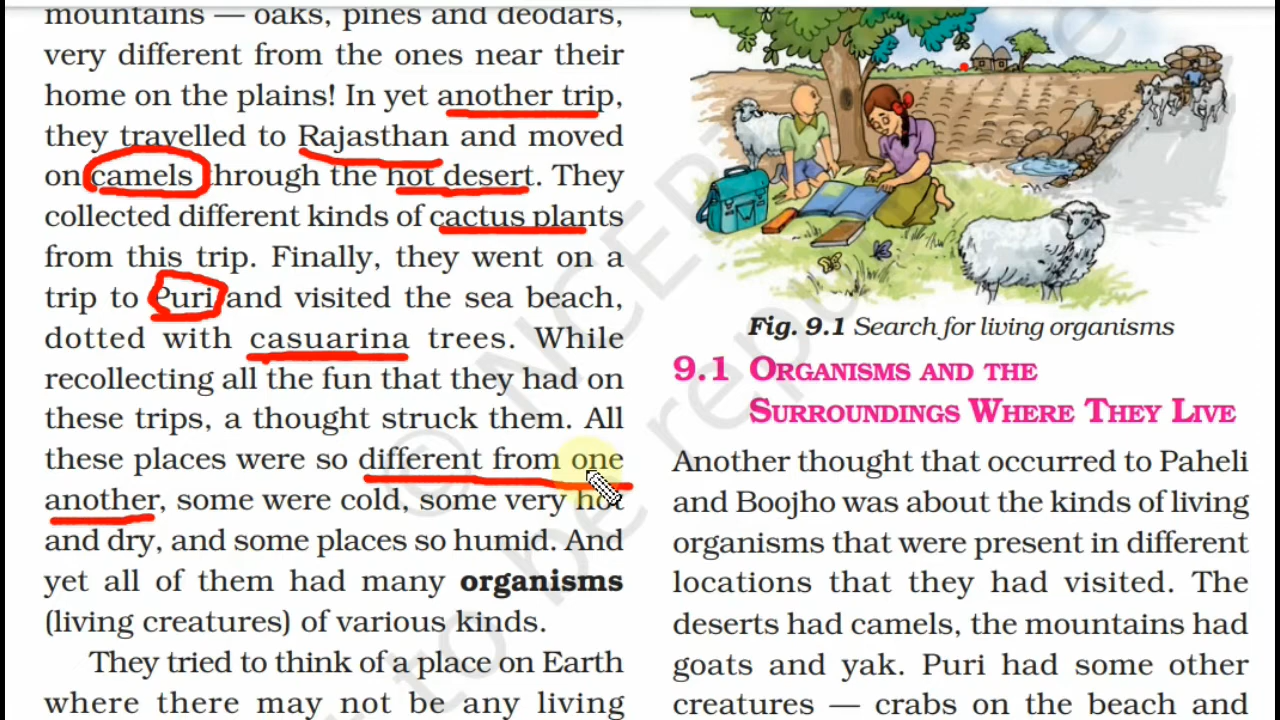 mountains — oaks, pines and deodars,
very different from the ones near their
home on the plains! In yet another trip,
they travelled to Rajasthan and moved
on camels through the hot desert. They
collected different kinds of cactus plants
from this trip. Finally, they went on a
trip to Puri and visited the sea beach,
dotted with casuarina trees. While
recollecting all the fun that they had on
these trips, a thought struck them. All
these places were so different from one
another, some were cold, some very hot
and dry, and some places so humid. And
yet all of them had many organisms
(living creatures) of various kinds.
They tried to think of a place on Earth
where there may not be any living
Fig. 9.1 Search for living organisms
9.1 ORGANISMS AND THE
SURROUNDINGS WHERE THEY LIVE
Another thought that occurred to Paheli
and Boojho was about the kinds of living
organisms that were present in different
locations that they had visited. The
deserts had camels, the mountains had
goats and yak. Puri had some other
creatures — crabs on the beach and
© NCERT
to be repu